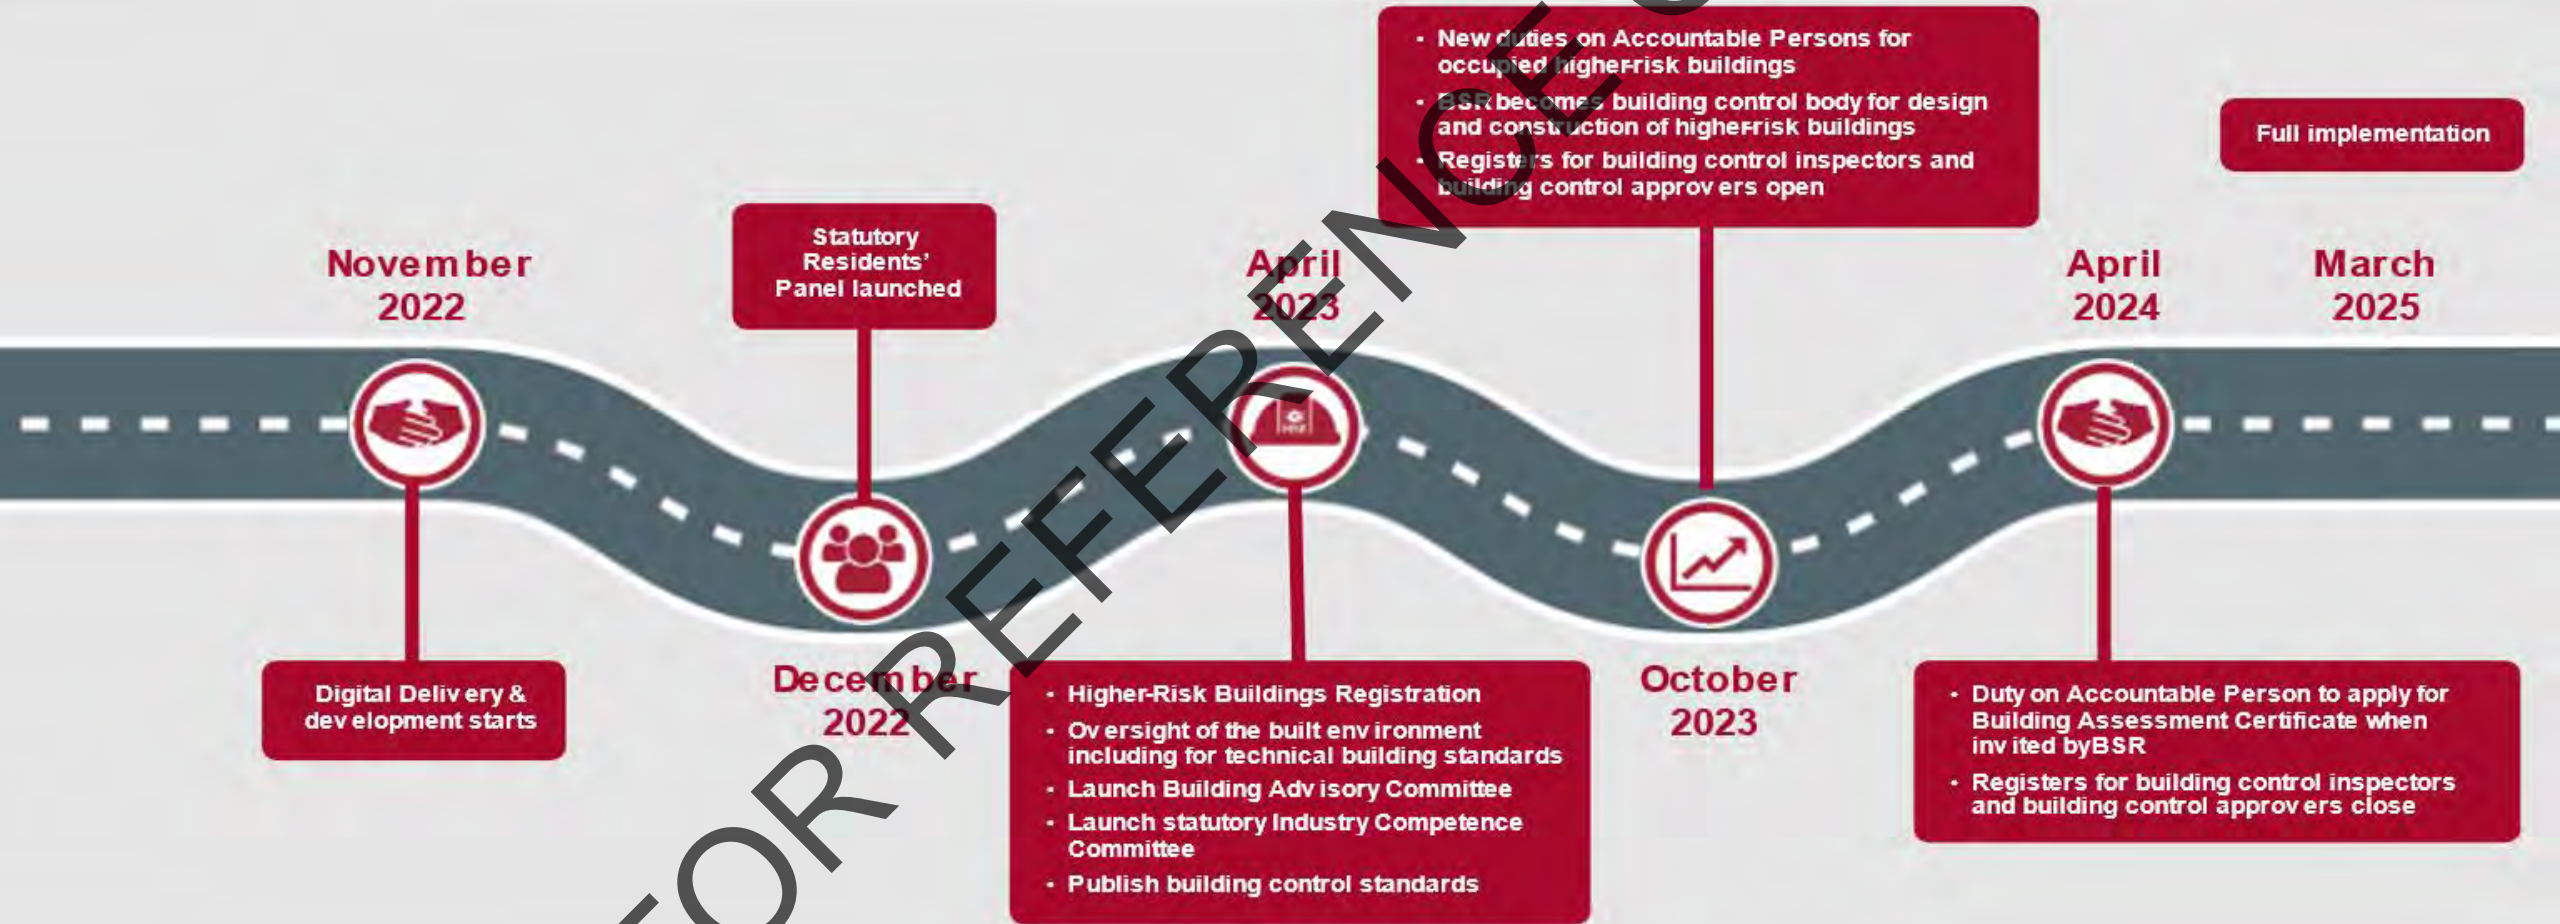 November
2022
Digital Delivery &
development starts
Statutory
Residents'
Panel launched
December
2022
April
2023
• Higher-Risk Buildings Registration
• Oversight of the built environment
including for technical building standards
• Launch Building Advisory Committee
• Launch statutory Industry Competence
Committee
• Publish building control standards
• New duties on Accountable Persons for
occupied higher-risk buildings
• BSR becomes building control body for design
and construction of higher-risk buildings
• Registers for building control inspectors and
building control approvers open
October
2023
April
2024
• Duty on Accountable Person to apply for
Building Assessment Certificate when
invited by BSR
• Registers for building control inspectors
and building control approvers close
Full implementation
March
2025
FOR REFERENCE